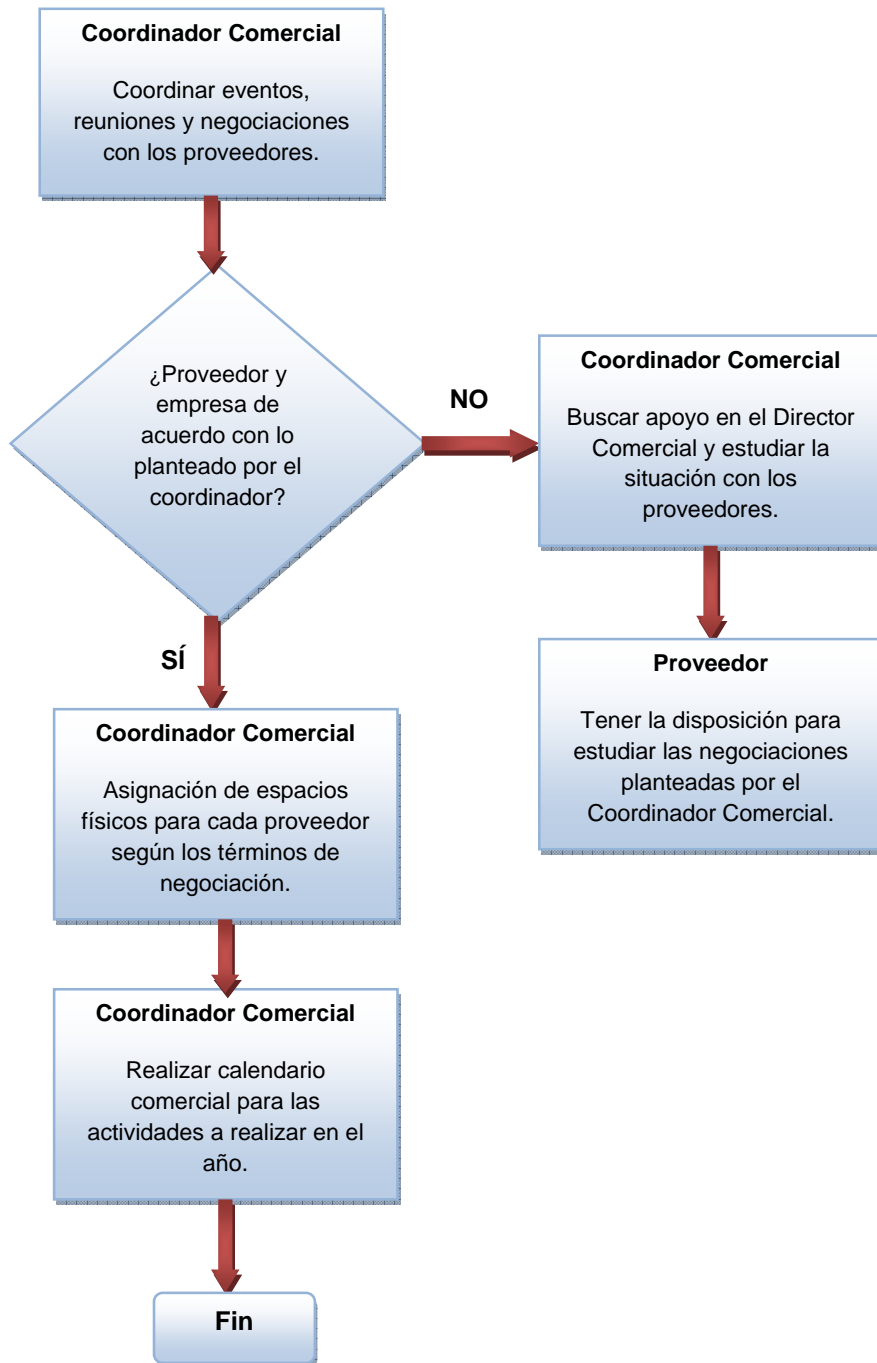 Coordinador Comercial
Coordinar eventos,
reuniones y negociaciones
con los proveedores.
¿Proveedor y
empresa de
acuerdo con lo
planteado por el
coordinador?
NO
Coordinador Comercial
Buscar apoyo en el Director
Comercial y estudiar la
situación con los
proveedores.
Proveedor
Tener la disposición para
estudiar las negociaciones
planteadas por el
Coordinador Comercial.
SÍ
Coordinador Comercial
Asignación de espacios
físicos para cada proveedor
según los términos de
negociación.
Coordinador Comercial
Realizar calendario
comercial para las
actividades a realizar en el
año.
Fin